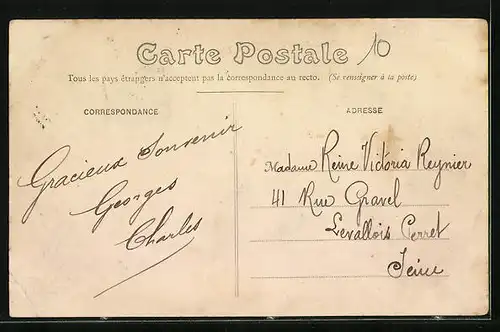 Carte Postale
10
Tous les pays étrangers n'acceptent pas la correspondance au recto. (Se renseigner à la poste)
CORRESPONDANCE
Gracieux Souvenir
Georges
Charles
ADRESSE
Madame Reine Victoria Reynier
41 Rue Gravel
Levallois Perret
Seine